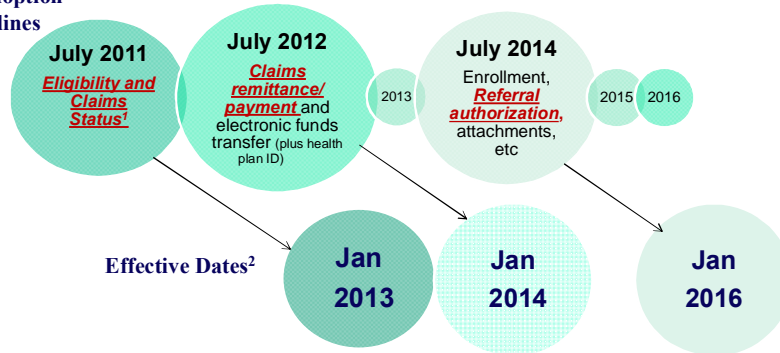 July 2011
Eligibility and
Claims
Status1
July 2012
Claims
remittance/
payment and
electronic funds
transfer (plus health
plan ID)
2013
July 2014
Enrollment,
Referral
authorization,
attachments,
etc
2015
2016
Effective Dates2
Jan
2013
Jan
2014
Jan
2016